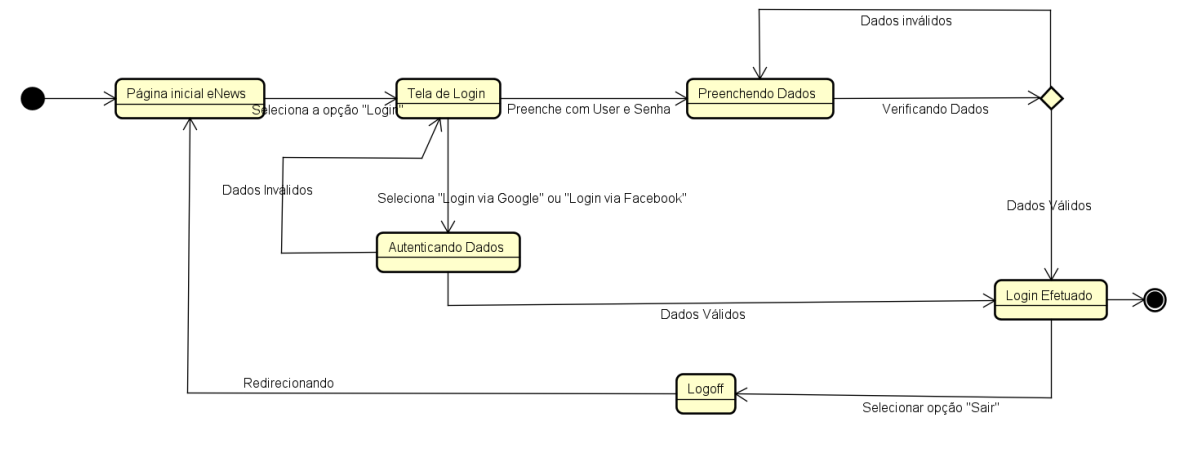 Dados inválidos
Página inicial eNews
Seleciona a opção "Login"
Tela de Login
Preenche com User e Senha
Preenchendo Dados
Verificando Dados
Dados Inválidos
Seleciona "Login via Google" ou "Login via Facebook"
Dados Válidos
Autenticando Dados
Login Efetuado
Dados Válidos
Redirecionando
Logoff
Selecionar opção "Sair"